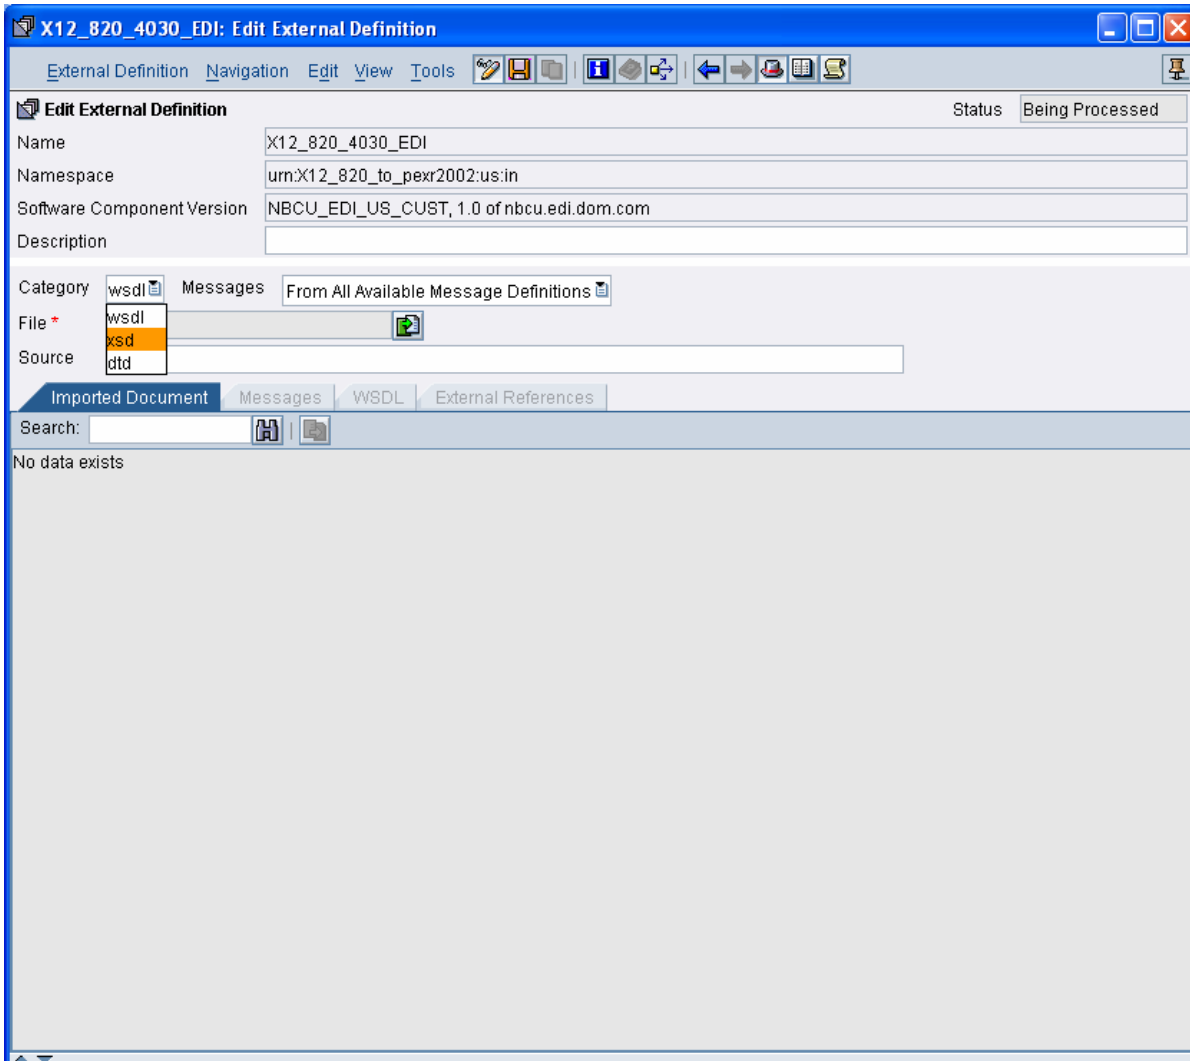 X12_820_4030_EDI: Edit External Definition
External Definition Navigation Edit View Tools
Edit External Definition Status Being Processed
Name X12_820_4030_EDI
Namespace urn:X12_820_to_pexr2002:us:in
Software Component Version NBCU_EDI_US_CUST, 1.0 of nbcu.edi.dom.com
Description
Category wsdl Messages From All Available Message Definitions
File * wsdl
xsd
Source dtd
Imported Document Messages WSDL External References
Search:
No data exists